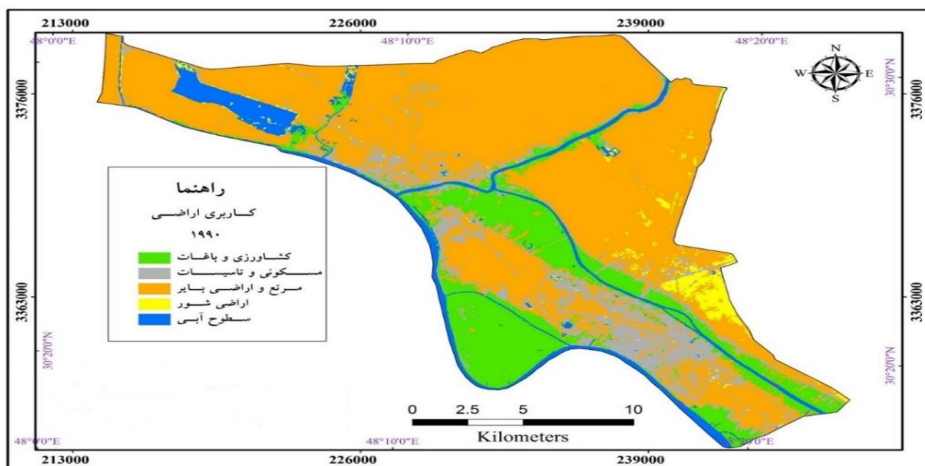 213000 226000 239000
48°0'0"E 48°10'0"E 48°20'0"E
N
W E
S
30°30'0"N
3376000 3376000
راهنما
کاربری اراضی
۱۹۹۰
کشاورزی و باغات
مسکونی و تاسیسات
مرتع و اراضی بایر
اراضی شور
سطوح آبی
3363000 3363000
30°20'0"N 30°20'0"N
0 2.5 5 10
Kilometers
48°0'0"E 48°10'0"E 48°20'0"E
213000 226000 239000